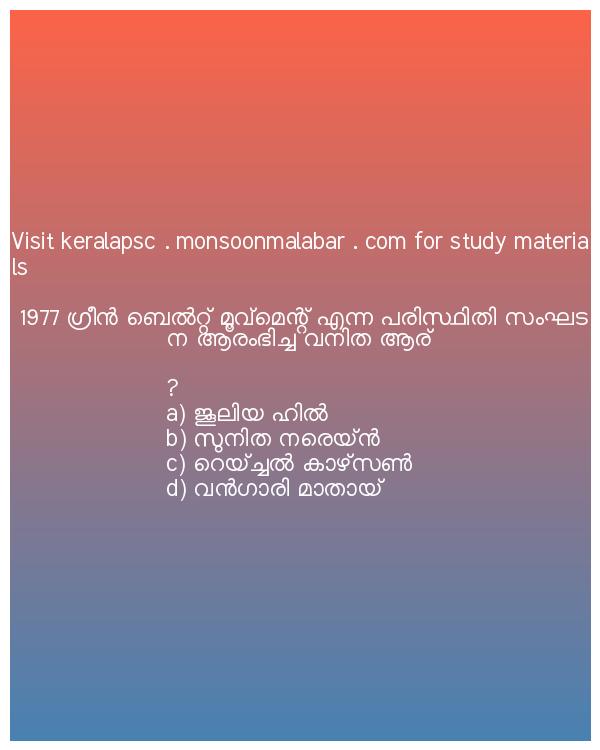 Visit keralapsc . monsoonmalabar . com for study materia
ls
1977 ഗ്രീൻ ബെൽറ്റ് മൂവ്മെന്റ് എന്ന പരിസ്ഥിതി സംഘട
ന ആരംഭിച്ച വനിത ആര്
?
a) ജൂലിയ ഹിൽ
b) സുനിത നരെയ്ൻ
c) റെയ്ച്ചൽ കാഴ്സൺ
d) വൻഗാരി മാതായ്